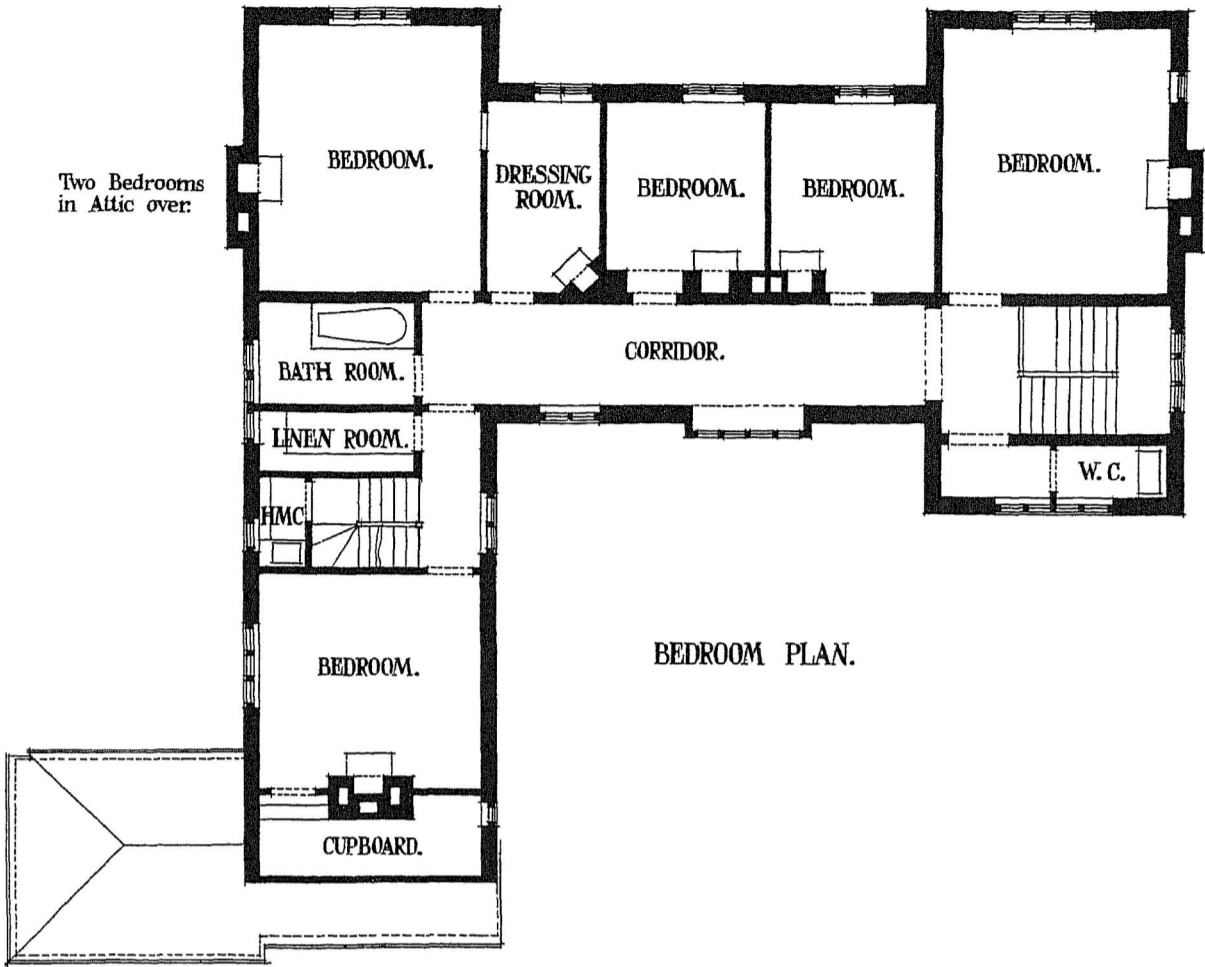 BEDROOM.
BEDROOM.
Two Bedrooms
in Attic over.
DRESSING
ROOM.
BEDROOM.
BEDROOM.
BATH ROOM.
CORRIDOR.
LINEN ROOM.
W.C.
HMC
BEDROOM.
BEDROOM PLAN.
CUPBOARD.